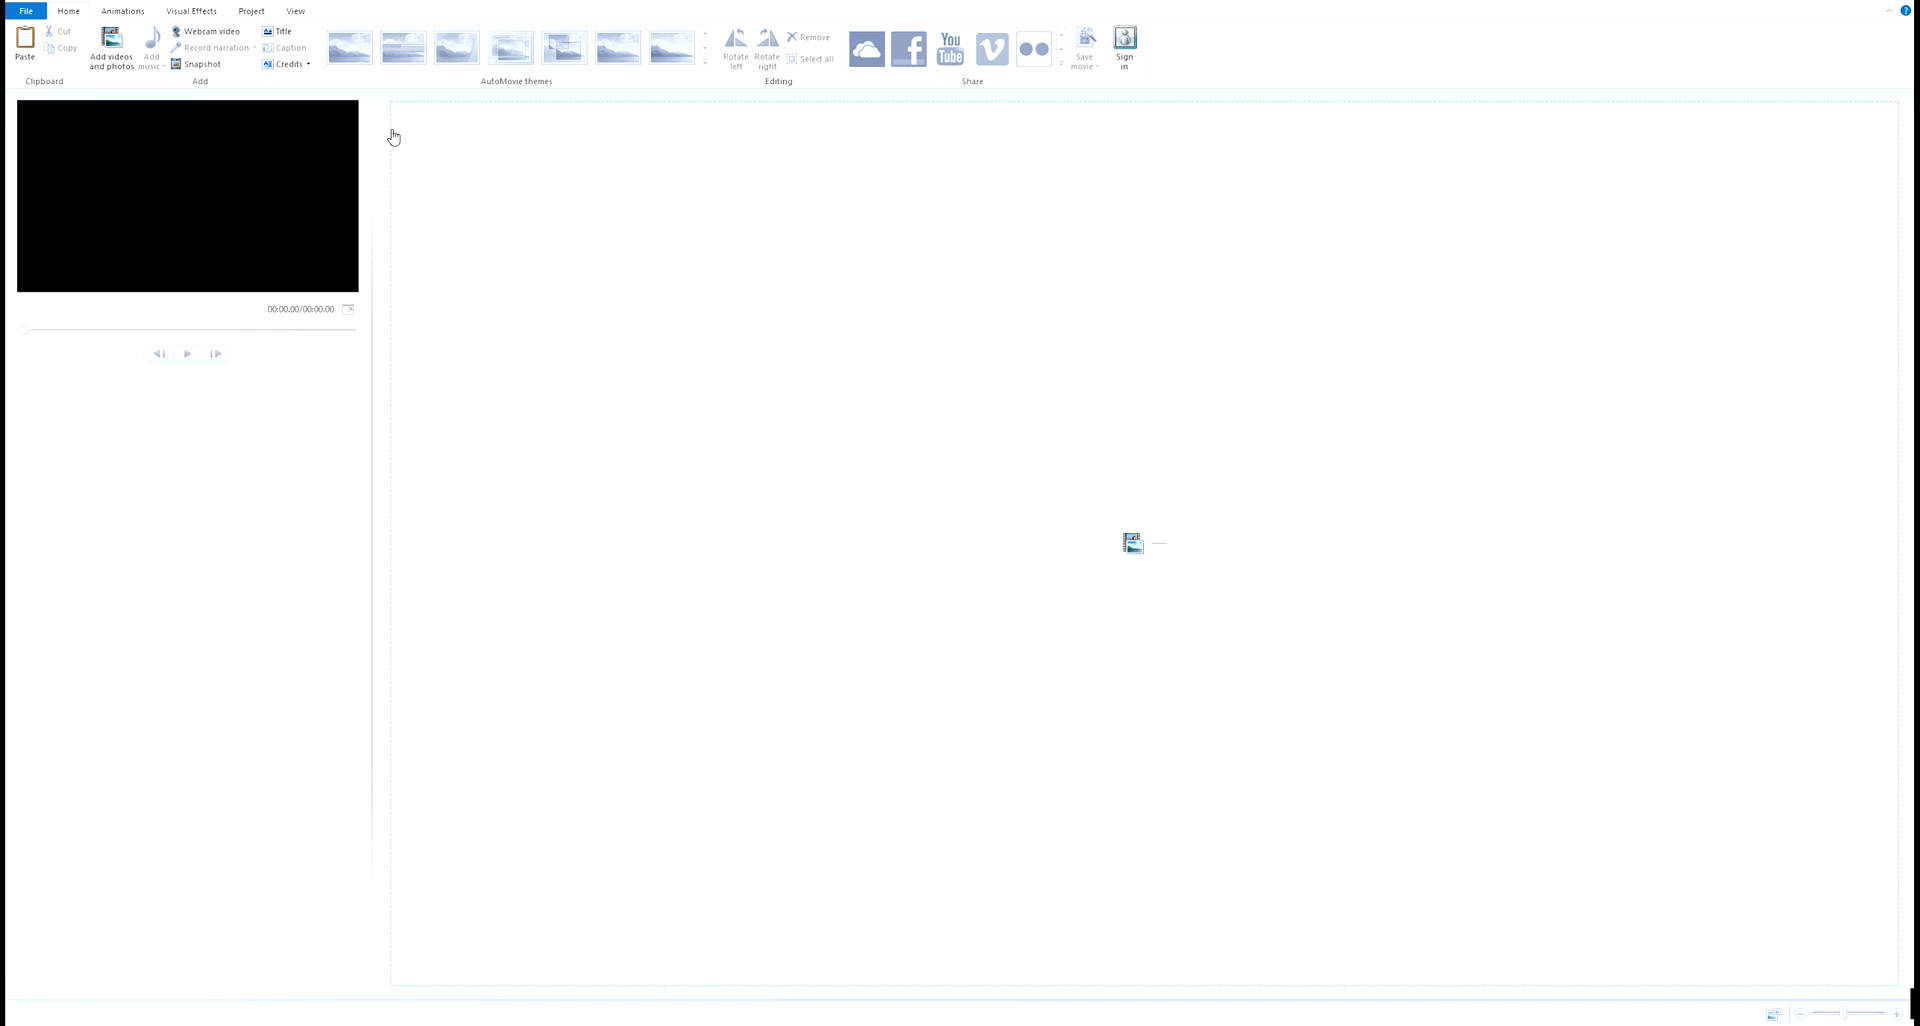 File Home Animations Visual Effects Project View
Paste
Cut
Copy
Clipboard
Add videos
and photos
Add
music
Webcam video
Record narration
Snapshot
Title
Caption
Credits
Add
AutoMovie themes
Rotate
left
Rotate
right
Remove
Select all
Editing
You
Tube
Share
Save
movie
Sign
in
00:00.00/00:00.00